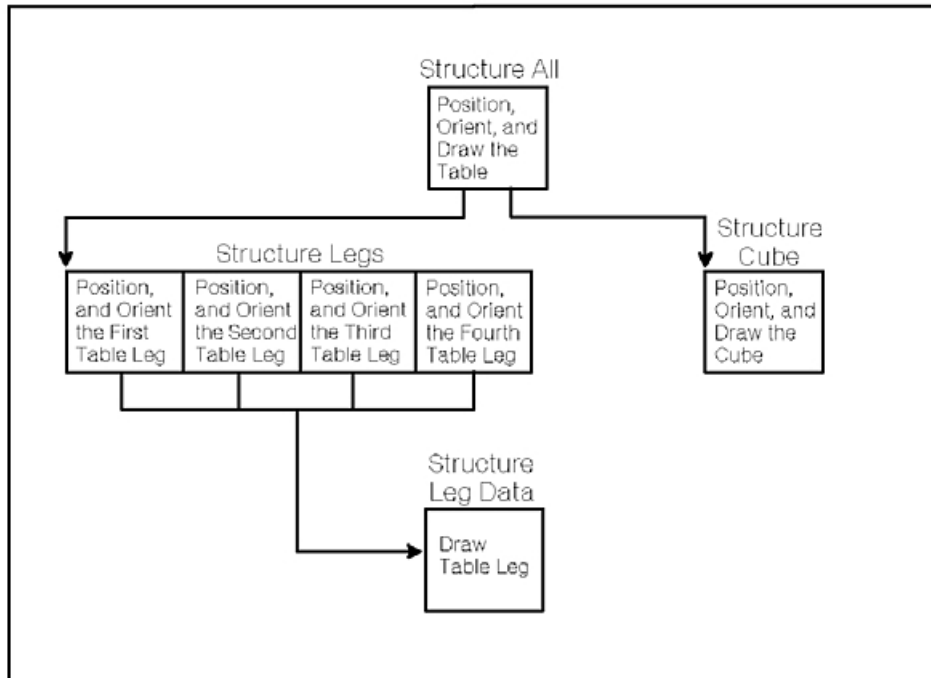 Structure All
Position,
Orient, and
Draw the
Table
Structure Legs
Position,
and Orient
the First
Table Leg
Position,
and Orient
the Second
Table Leg
Position,
and Orient
the Third
Table Leg
Position,
and Orient
the Fourth
Table Leg
Structure
Cube
Position,
Orient, and
Draw the
Cube
Structure
Leg Data
Draw
Table Leg